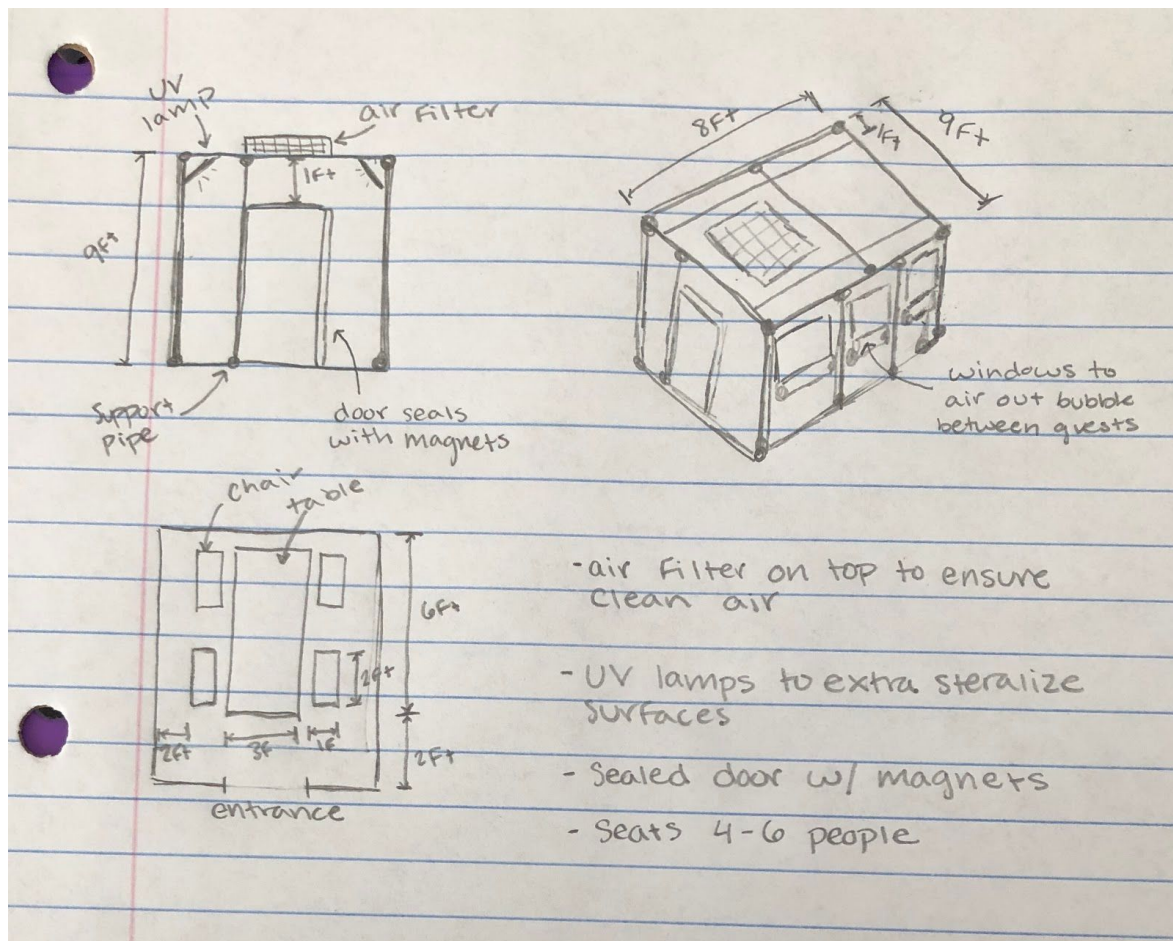 UV
lamp
air filter
1ft
9ft
support
pipe
door seals
with magnets
8ft
1ft
9ft
windows to
air out bubble
between guests
chair
table
6ft
2ft
2ft
3f
1f
2ft
entrance
- air filter on top to ensure
clean air
- UV lamps to extra steralize
surfaces
- Sealed door w/ magnets
- Seats 4-6 people